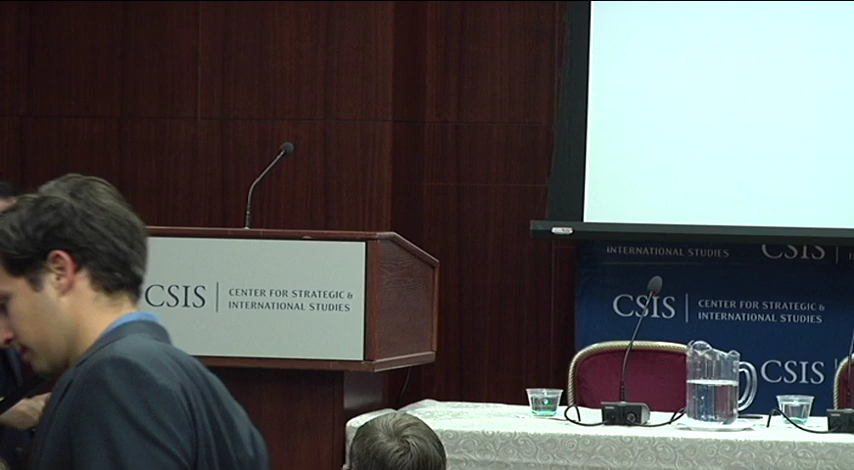 CSIS
CENTER FOR STRATEGIC &
INTERNATIONAL STUDIES
INTERNATIONAL STUDIES
CSIS
CSIS
CENTER FOR STRATEGIC &
INTERNATIONAL STUDIES
CSIS